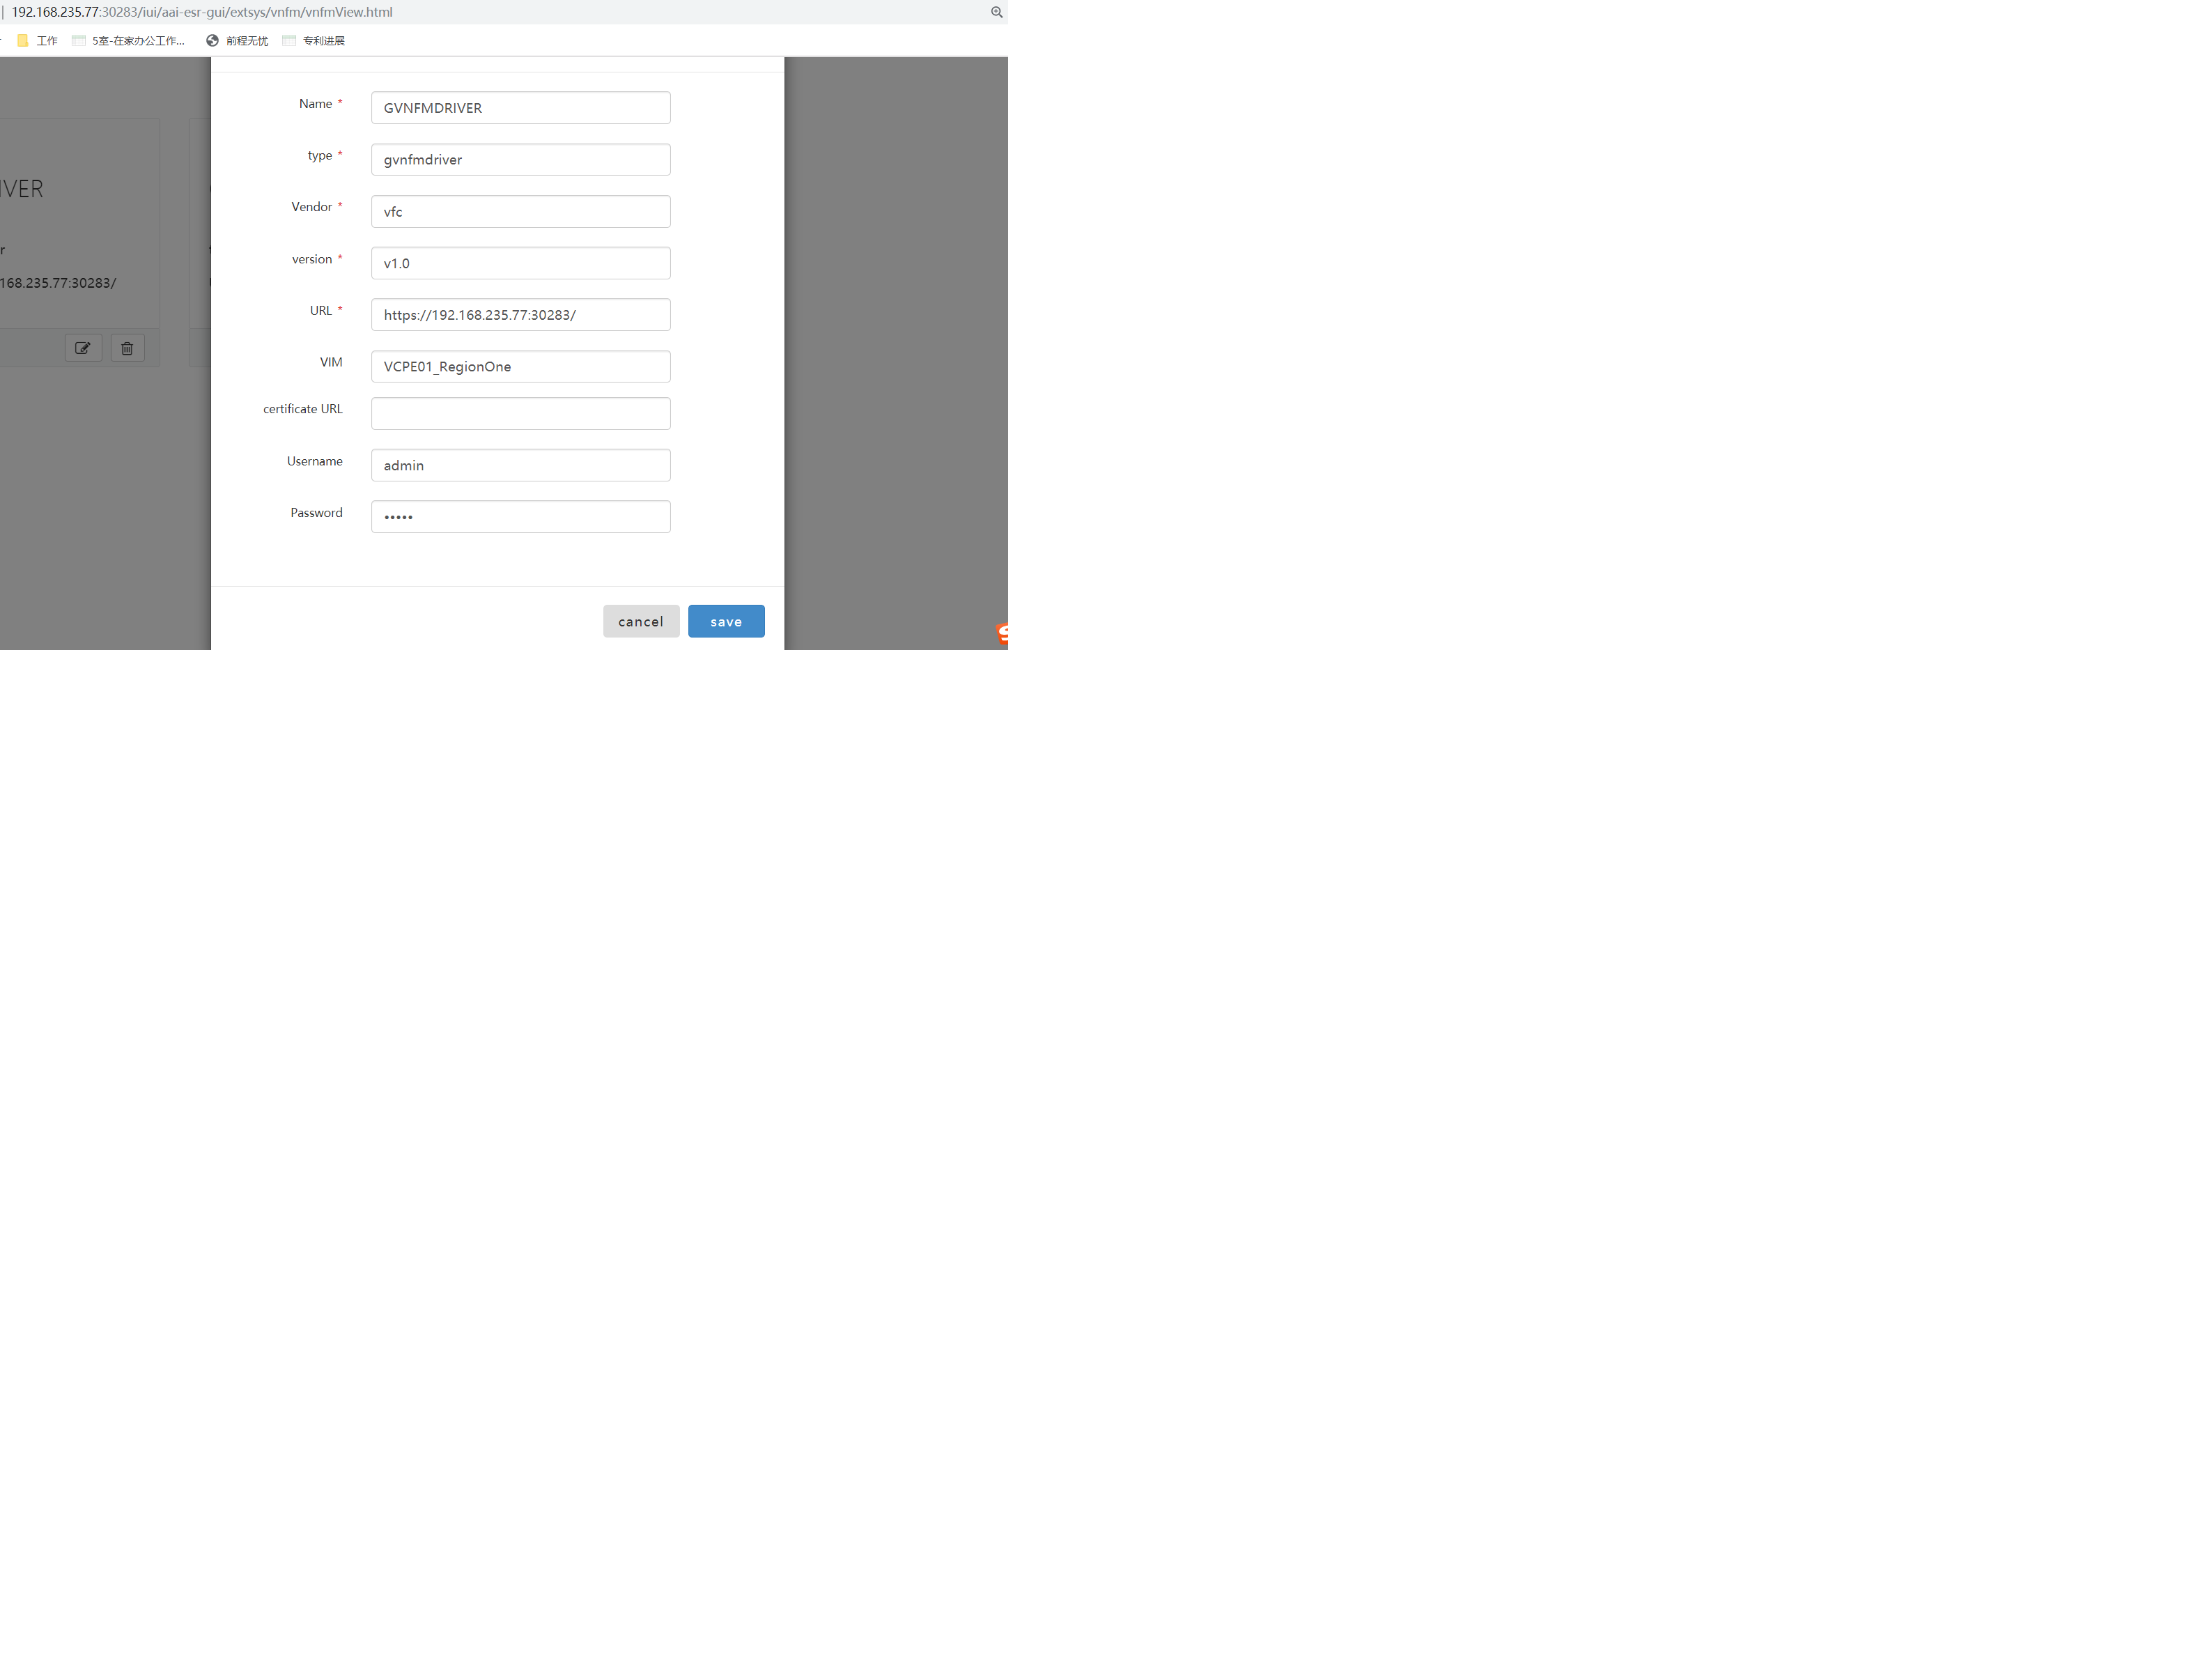 192.168.235.77:30283/iui/aai-esr-gui/extsys/vnfm/vnfmView.html
工作 5室-在家办公工作... 前程无忧 专利进展
Name * GVNFMDRIVER
type * gvnfmdriver
IVER
Vendor * vfc
r
version * v1.0
168.235.77:30283/
URL * https://192.168.235.77:30283/
VIM VCPE01_RegionOne
certificate URL
Username admin
Password •••••
cancel save